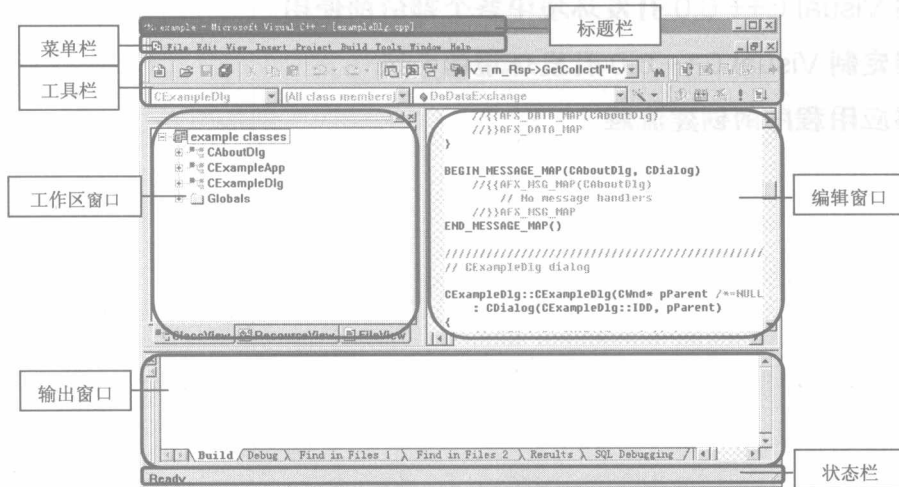 example - Microsoft Visual C++ - [exampleDlg.cpp]
标题栏
菜单栏
File Edit View Insert Project Build Tools Window Help
工具栏
v = m_Rsp->GetCollect("lev
CExampleDlg
[All class members]
DoDataExchange
//{{AFX_DATA_MAP(CAboutDlg)
//}}AFX_DATA_MAP
}
BEGIN_MESSAGE_MAP(CAboutDlg, CDialog)
//{{AFX_MSG_MAP(CAboutDlg)
// No message handlers
//}}AFX_MSG_MAP
END_MESSAGE_MAP()
////////////////////////////////////////////
// CExampleDlg dialog
CExampleDlg::CExampleDlg(CWnd* pParent /*=NULL
: CDialog(CExampleDlg::IDD, pParent)
{
编辑窗口
工作区窗口
example classes
CAboutDlg
CExampleApp
CExampleDlg
Globals
ClassView ResourceView FileView
输出窗口
Build Debug Find in Files 1 Find in Files 2 Results SQL Debugging
Ready
状态栏